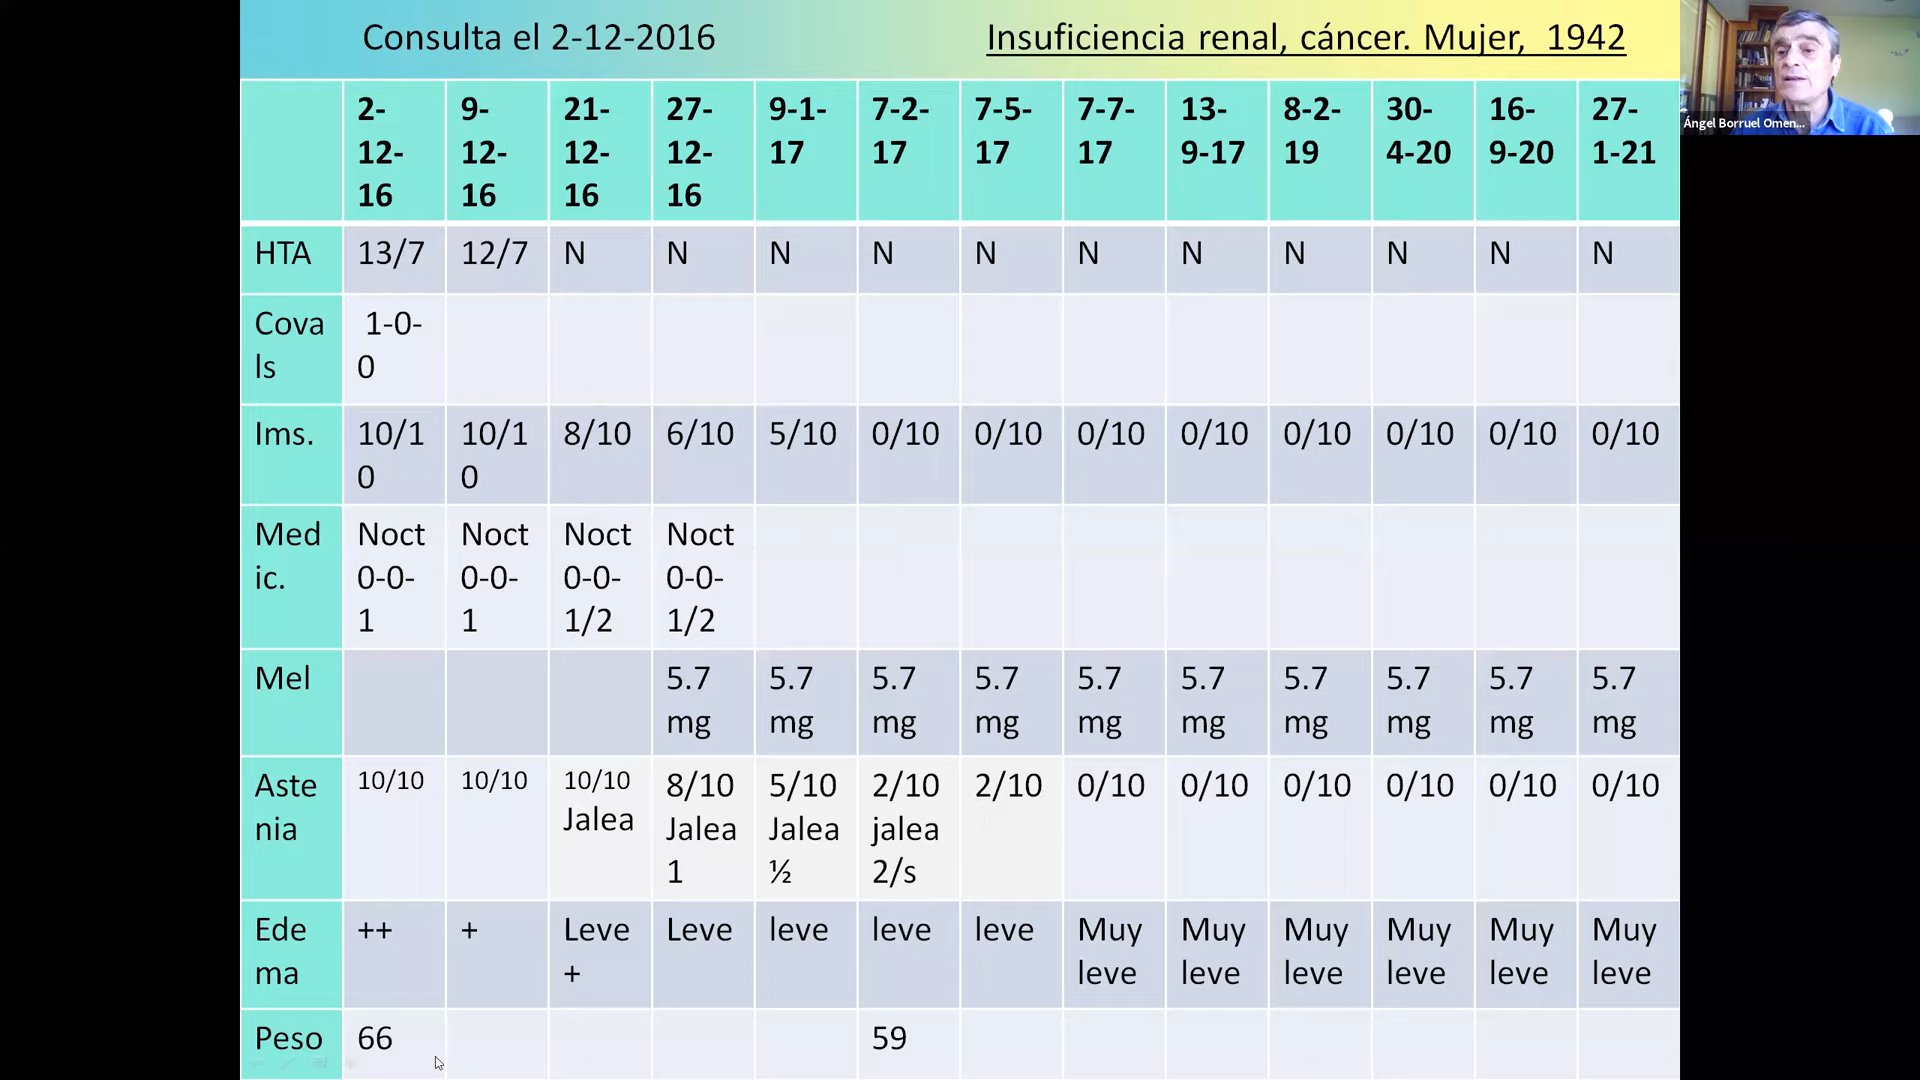 Consulta el 2-12-2016 Insuficiencia renal, cáncer. Mujer, 1942
Ángel Borruel Omen...
2-12-16 9-12-16 21-12-16 27-12-16 9-1-17 7-2-17 7-5-17 7-7-17 13-9-17 8-2-19 30-4-20 16-9-20 27-1-21
HTA 13/7 12/7 N N N N N N N N N N N
Covals 1-0-0
Ims. 10/10 10/10 8/10 6/10 5/10 0/10 0/10 0/10 0/10 0/10 0/10 0/10 0/10
Medic. Noct 0-0-1 Noct 0-0-1 Noct 0-0-1/2 Noct 0-0-1/2
Mel 5.7 mg 5.7 mg 5.7 mg 5.7 mg 5.7 mg 5.7 mg 5.7 mg 5.7 mg 5.7 mg 5.7 mg
Astenia 10/10 10/10 10/10 Jalea 8/10 Jalea 1 5/10 Jalea ½ 2/10 jalea 2/s 2/10 0/10 0/10 0/10 0/10 0/10 0/10
Edema ++ + Leve + Leve leve leve leve Muy leve Muy leve Muy leve Muy leve Muy leve Muy leve
Peso 66 59